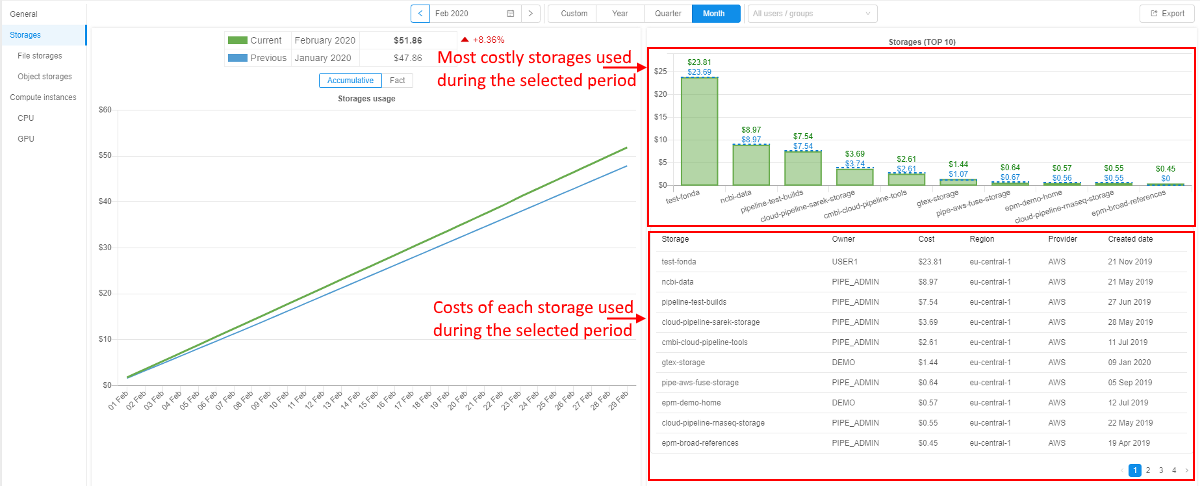 General
Storages
File storages
Object storages
Compute instances
CPU
GPU
Feb 2020
Custom
Year
Quarter
Month
All users / groups
Export
Current February 2020 $51.86 +8.36%
Previous January 2020 $47.86
Accumulative Fact
Storages usage
$60
$50
$40
$30
$20
$10
$0
01 Feb
02 Feb
03 Feb
04 Feb
05 Feb
06 Feb
07 Feb
08 Feb
09 Feb
10 Feb
11 Feb
12 Feb
13 Feb
14 Feb
15 Feb
16 Feb
17 Feb
18 Feb
19 Feb
20 Feb
21 Feb
22 Feb
23 Feb
24 Feb
25 Feb
26 Feb
27 Feb
28 Feb
29 Feb
Most costly storages used
during the selected period
Costs of each storage used
during the selected period
Storages (TOP 10)
$25
$20
$15
$10
$5
$0
$23.81
$23.69
$8.97
$8.97
$7.54
$7.54
$3.69
$3.74
$2.61
$2.61
$1.44
$1.07
$0.64
$0.67
$0.57
$0.56
$0.55
$0.55
$0.45
$0
test-fonda
ncbi-data
pipeline-test-builds
cloud-pipeline-sarek-storage
cmbi-cloud-pipeline-tools
gtex-storage
pipe-aws-fuse-storage
epm-demo-home
cloud-pipeline-rnaseq-storage
epm-broad-references
Storage Owner Cost Region Provider Created date
test-fonda USER1 $23.81 eu-central-1 AWS 21 Nov 2019
ncbi-data PIPE_ADMIN $8.97 eu-central-1 AWS 21 May 2019
pipeline-test-builds PIPE_ADMIN $7.54 eu-central-1 AWS 27 Jun 2019
cloud-pipeline-sarek-storage PIPE_ADMIN $3.69 eu-central-1 AWS 28 May 2019
cmbi-cloud-pipeline-tools PIPE_ADMIN $2.61 eu-central-1 AWS 11 Jul 2019
gtex-storage DEMO $1.44 eu-central-1 AWS 09 Jan 2020
pipe-aws-fuse-storage PIPE_ADMIN $0.64 eu-central-1 AWS 05 Sep 2019
epm-demo-home DEMO $0.57 eu-central-1 AWS 12 Jul 2019
cloud-pipeline-rnaseq-storage PIPE_ADMIN $0.55 eu-central-1 AWS 22 May 2019
epm-broad-references PIPE_ADMIN $0.45 eu-central-1 AWS 19 Apr 2019
1 2 3 4